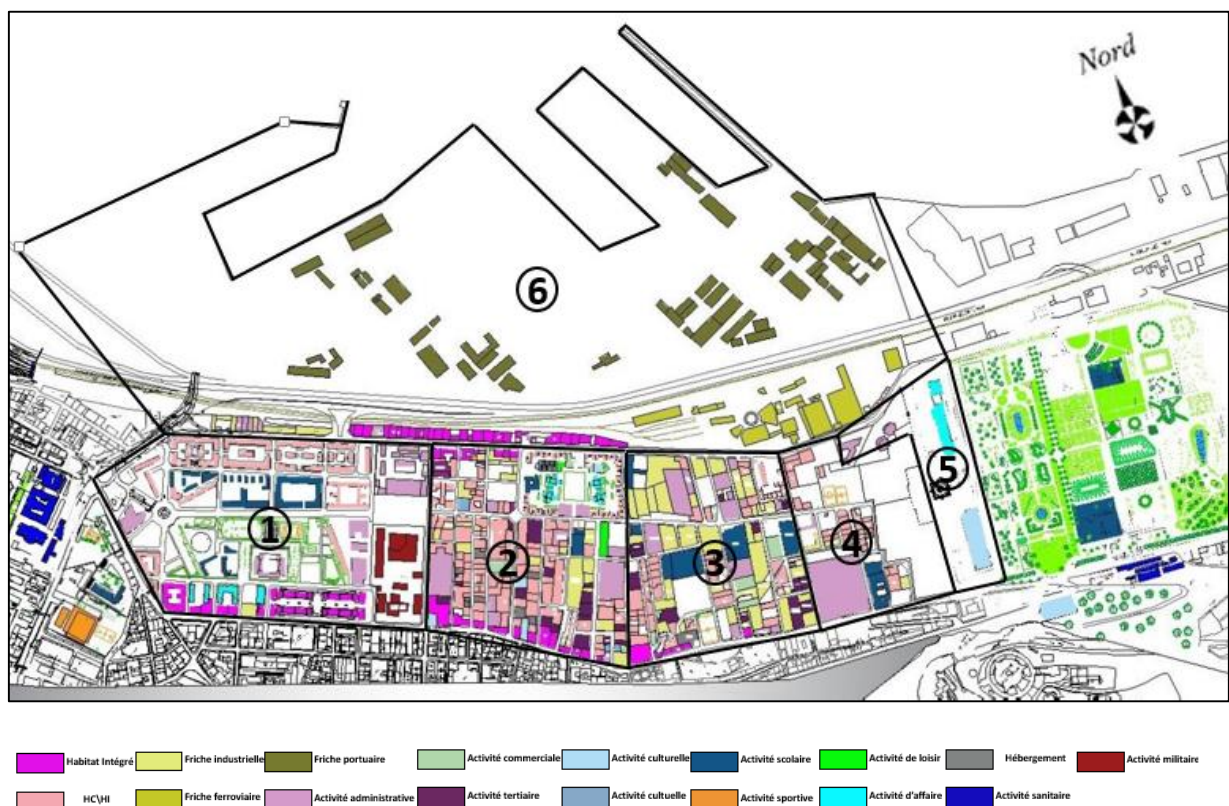 Nord
6
5
1
2
3
4
Habitat Intégré
Friche industrielle
Friche portuaire
Activité commerciale
Activité culturelle
Activité scolaire
Activité de loisir
Hébergement
Activité militaire
HC\HI
Friche ferroviaire
Activité administrative
Activité tertiaire
Activité cultuelle
Activité sportive
Activité d'affaire
Activité sanitaire